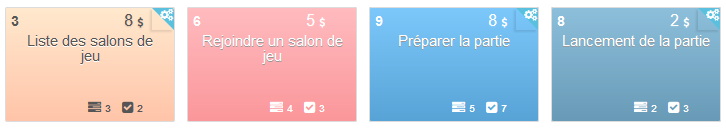 3 8 $
Liste des salons de
jeu
3 2
6 5 $
Rejoindre un salon de
jeu
4 3
9 8 $
Préparer la partie
5 7
8 2 $
Lancement de la partie
2 3